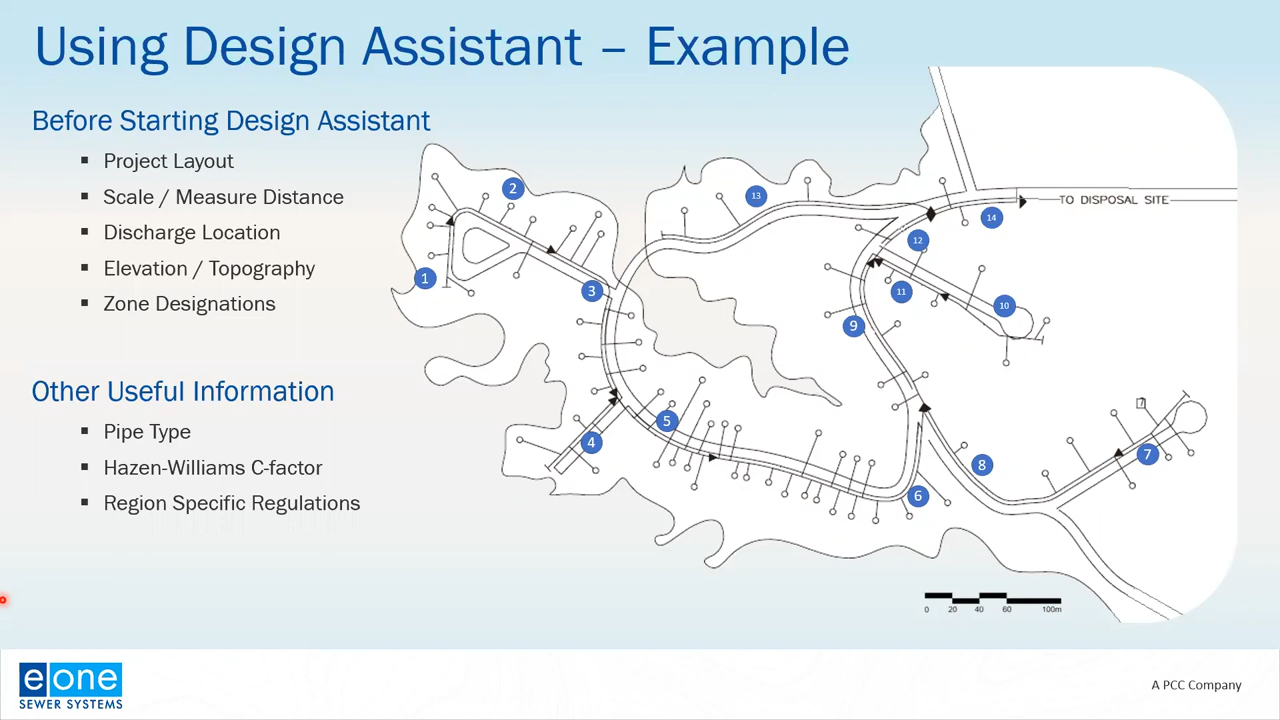 Using Design Assistant – Example
Before Starting Design Assistant
▪ Project Layout
▪ Scale / Measure Distance
▪ Discharge Location
▪ Elevation / Topography
▪ Zone Designations
Other Useful Information
▪ Pipe Type
▪ Hazen-Williams C-factor
▪ Region Specific Regulations
2
13
TO DISPOSAL SITE
14
12
1
3
11
10
9
5
4
7
8
6
0 20 40 60 100m
eone
SEWER SYSTEMS
A PCC Company